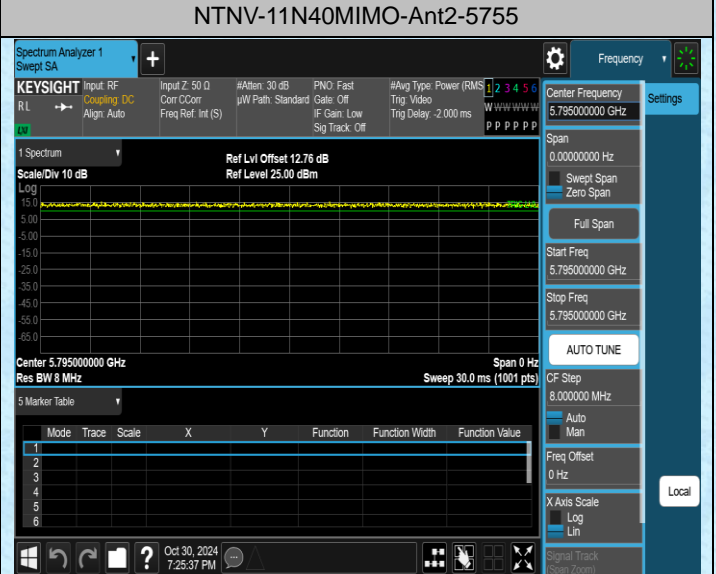 NTNV-11N40MIMO-Ant2-5755
Spectrum Analyzer 1
Swept SA
+
Frequency
KEYSIGHT
RL
LXI
Input: RF
Coupling: DC
Align: Auto
Input Z: 50 Ω
Corr CCorr
Freq Ref: Int (S)
#Atten: 30 dB
µW Path: Standard
PNO: Fast
Gate: Off
IF Gain: Low
Sig Track: Off
#Avg Type: Power (RMS
Trig: Video
Trig Delay: -2.000 ms
1 2 3 4 5 6
W W W W W W
P P P P P P
Center Frequency
5.795000000 GHz
Settings
Span
0.00000000 Hz
Swept Span
Zero Span
Full Span
Start Freq
5.795000000 GHz
Stop Freq
5.795000000 GHz
AUTO TUNE
CF Step
8.000000 MHz
Auto
Man
Freq Offset
0 Hz
X Axis Scale
Log
Lin
Signal Track
(Span Zoom)
Local
1 Spectrum
Scale/Div 10 dB
Ref Lvl Offset 12.76 dB
Ref Level 25.00 dBm
Log
15.0
5.00
-5.00
-15.0
-25.0
-35.0
-45.0
-55.0
-65.0
Center 5.795000000 GHz
Span 0 Hz
Res BW 8 MHz
Sweep 30.0 ms (1001 pts)
5 Marker Table
Mode Trace Scale X Y Function Function Width Function Value
1
2
3
4
5
6
?
Oct 30, 2024
7:25:37 PM